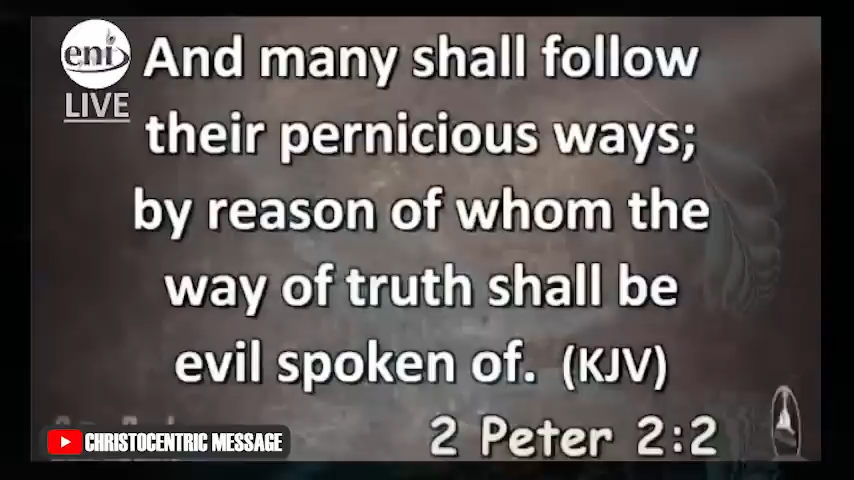 eni
LIVE
And many shall follow
their pernicious ways;
by reason of whom the
way of truth shall be
evil spoken of. (KJV)
2 Peter 2:2
CHRISTOCENTRIC MESSAGE